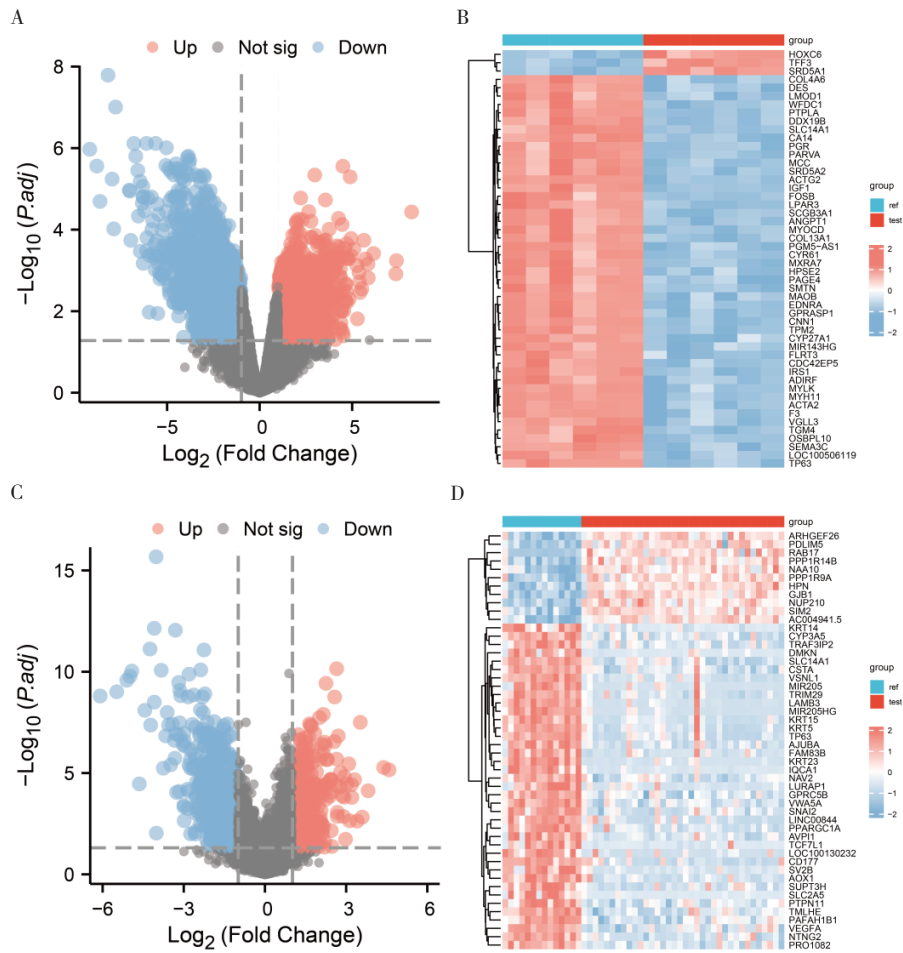 A
Up Not sig Down
8
6
4
2
0
−Log10 (P.adj)
−5 0 5 10
Log2 (Fold Change)
B
group
HOXC6
TFF3
SRD5A1
COL4A6
DES
LMOD1
WFDC1
PTPLA
DDX19B
SLC14A1
CA14
PGR
PARVA
MCC
SRD5A2
ACTG2
IGF1
FOSB
LPAR3
SCGB3A1
ANGPT1
MYOCD
COL13A1
PGM5−AS1
CYR61
MXRA7
HPSE2
PAGE4
SMTN
MAOB
EDNRA
GPRASP1
CNN1
TPM2
CYP27A1
MIR143HG
FLRT3
CDC42EP5
IRS1
ADIRF
MYLK
MYH11
ACTA2
F3
VGLL3
TGM4
OSBPL10
SEMA3C
LOC100506119
TP63
group
ref
test
2
1
0
−1
−2
C
Up Not sig Down
15
10
5
0
−Log10 (P.adj)
−6 −3 0 3 6
Log2 (Fold Change)
D
group
ARHGEF26
PDLIM5
RAB17
PPP1R14B
NAA10
PPP1R9A
HPN
GJB1
NUP210
SIM2
AC004941.5
KRT14
CYP3A5
TRAF3IP2
DMKN
SLC14A1
CSTA
VSNL1
MIR205
TRIM29
LAMB3
MIR205HG
KRT15
KRT5
TP63
AJUBA
FAM83B
KRT23
IQCA1
NAV2
LURAP1
GPRC5B
VWA5A
SNAI2
LINC00844
PPARGC1A
AVPI1
TCF7L1
LOC100130232
CD177
SV2B
AOX1
SUPT3H
SLC2A5
PTPN11
TMLHE
PAFAH1B1
VEGFA
NTNG2
PRO1082
group
ref
test
2
1
0
−1
−2